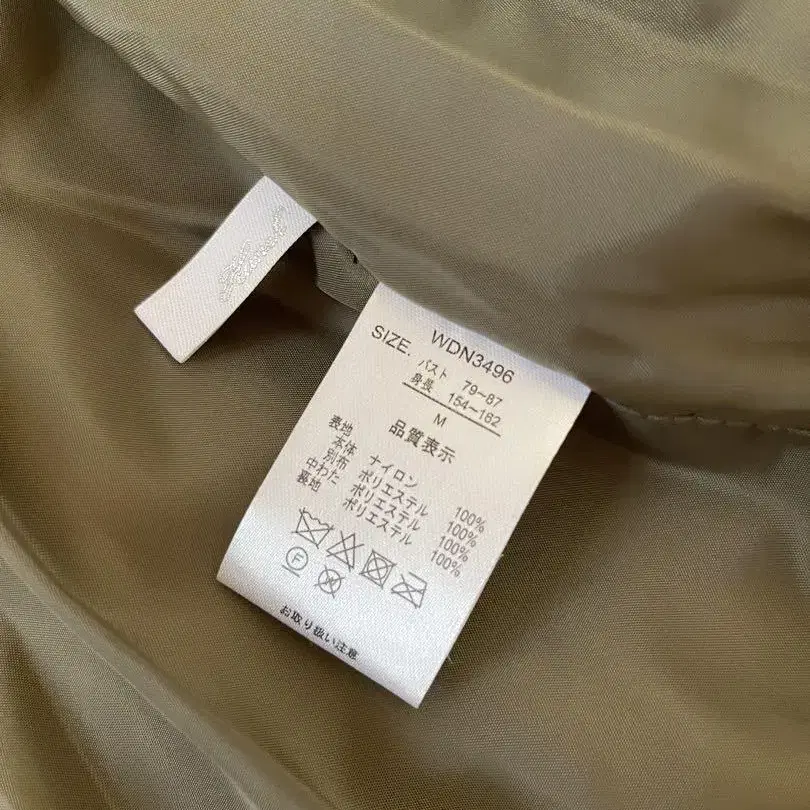 WDN3496
SIZE.
バスト 79~87
身長 154~162
M
品質表示
表地
本体 ナイロン 100%
別布 ポリエステル 100%
中わた ポリエステル 100%
裏地 ポリエステル 100%
F
お取り扱い注意